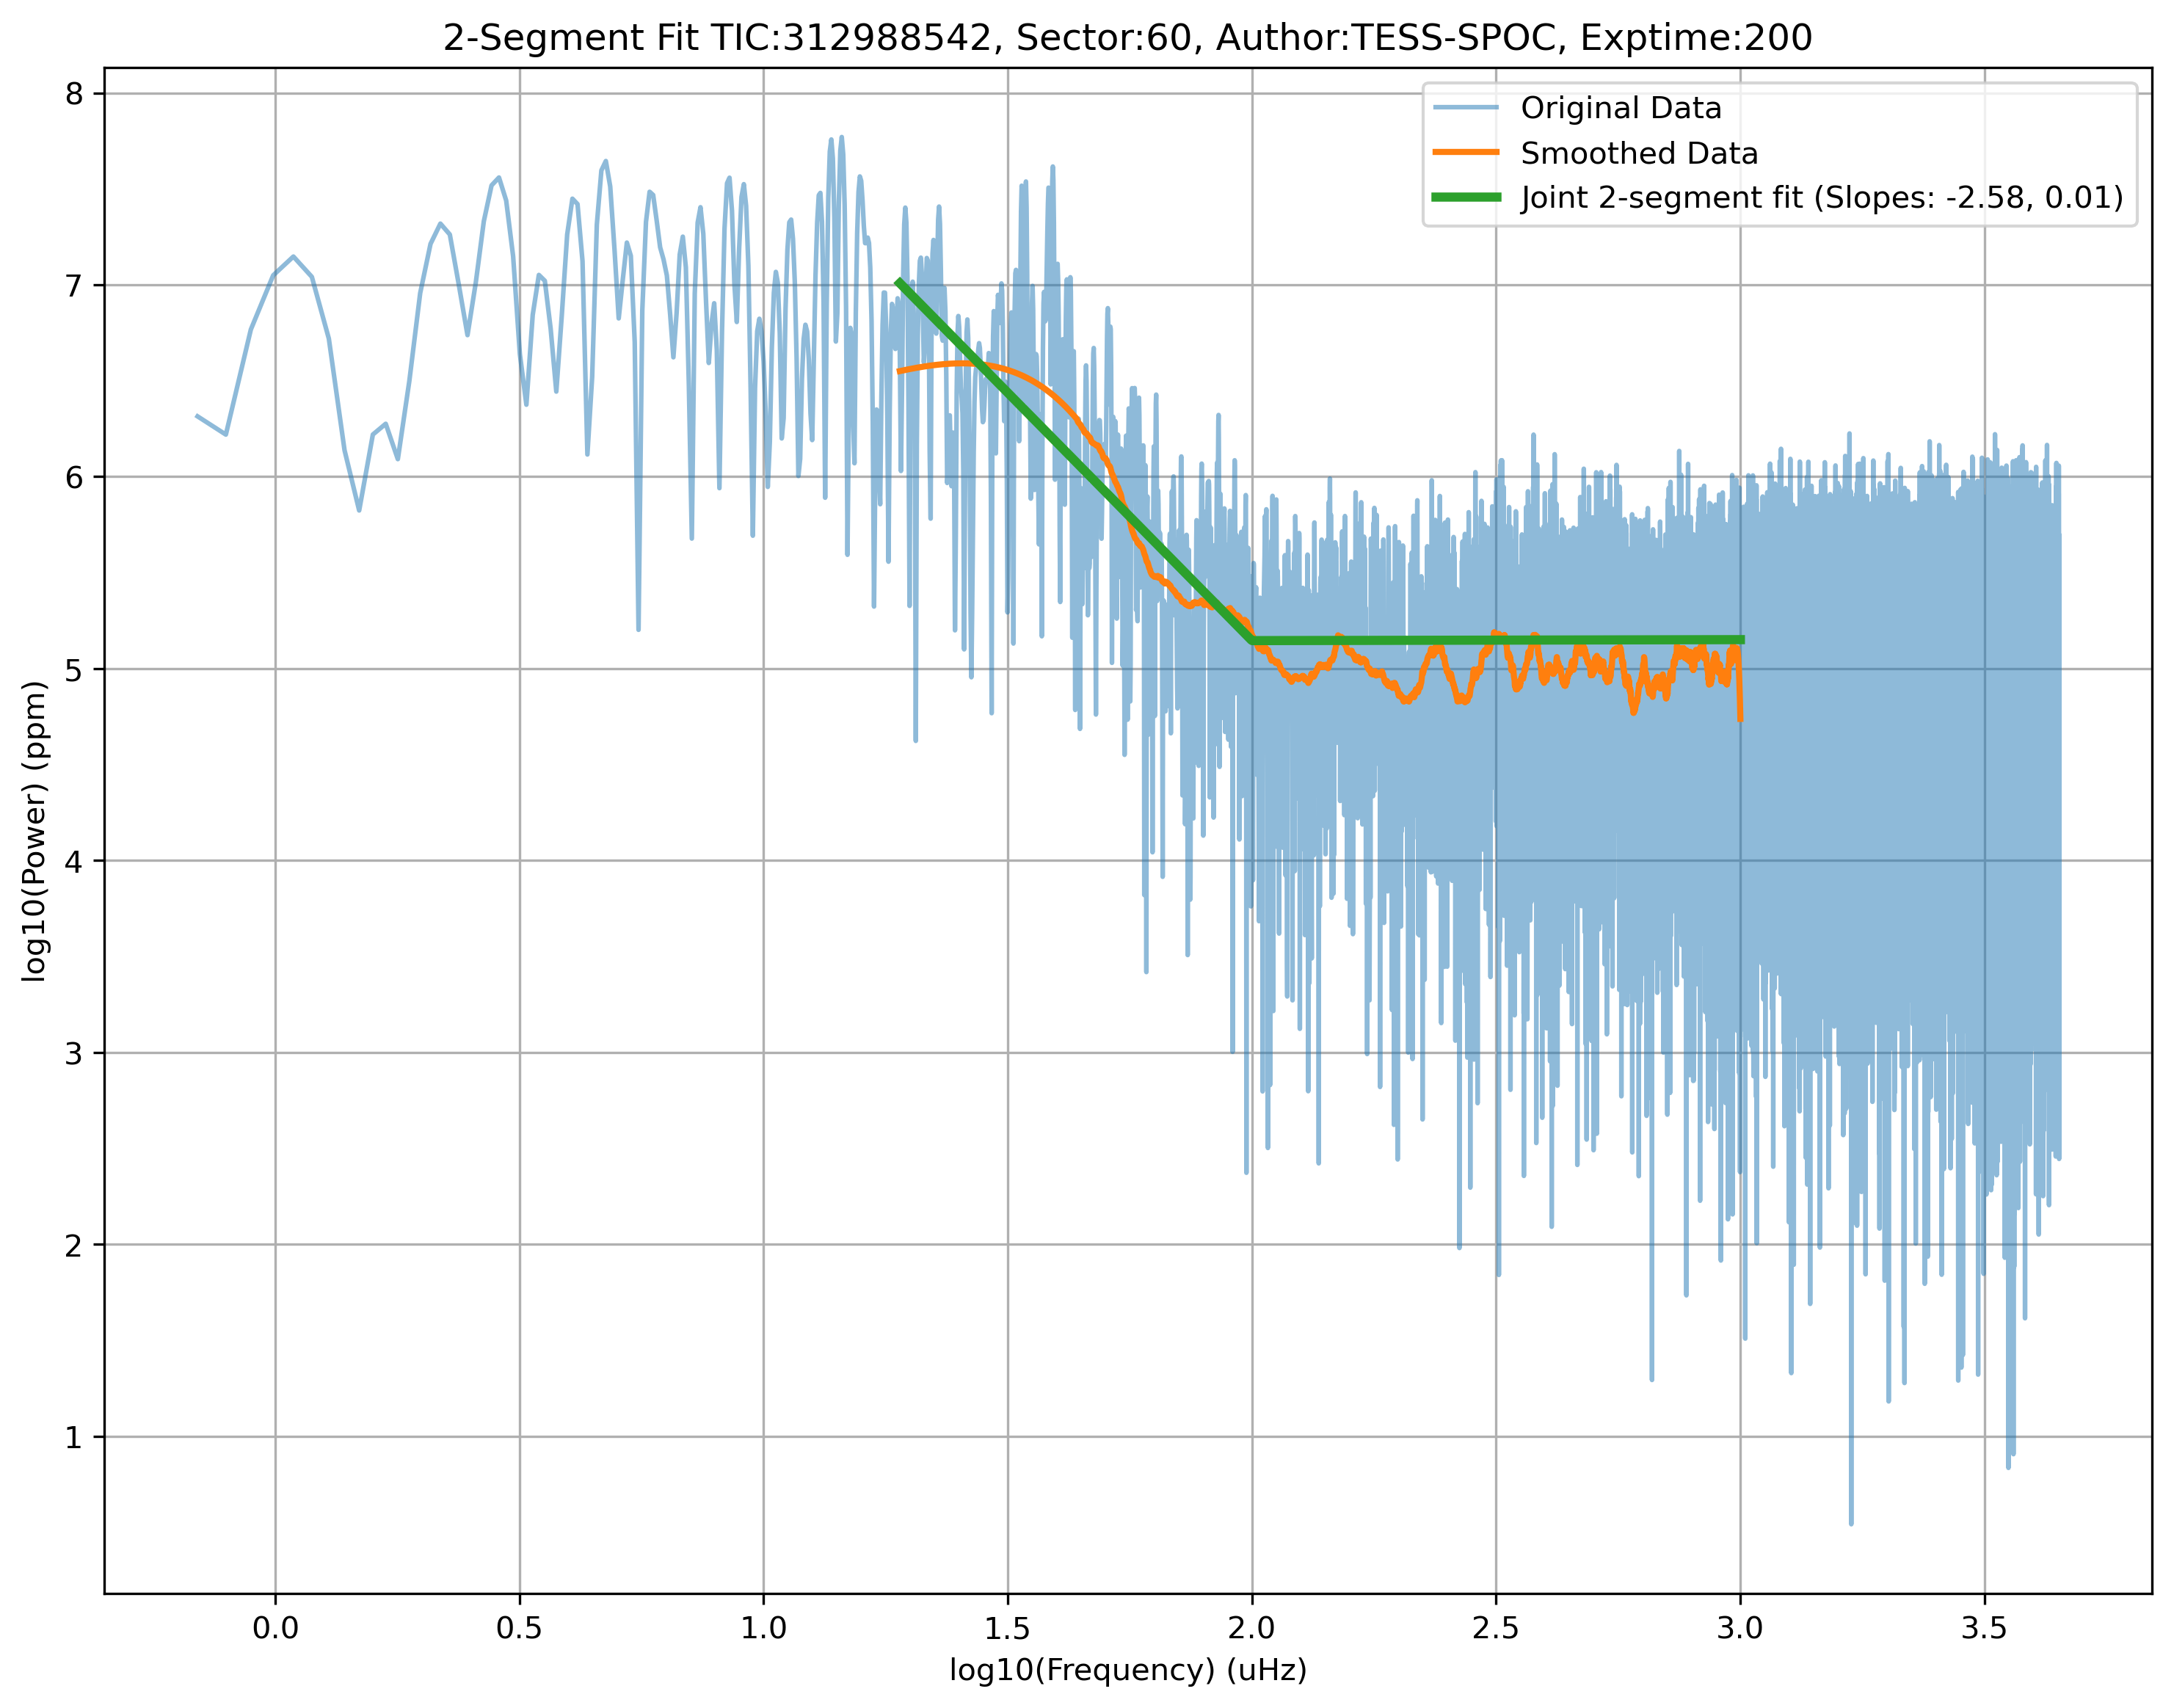 2-Segment Fit TIC:312988542, Sector:60, Author:TESS-SPOC, Exptime:200
Original Data
Smoothed Data
Joint 2-segment fit (Slopes: -2.58, 0.01)
log10(Power) (ppm)
8
7
6
5
4
3
2
1
0.0 0.5 1.0 1.5 2.0 2.5 3.0 3.5
log10(Frequency) (uHz)